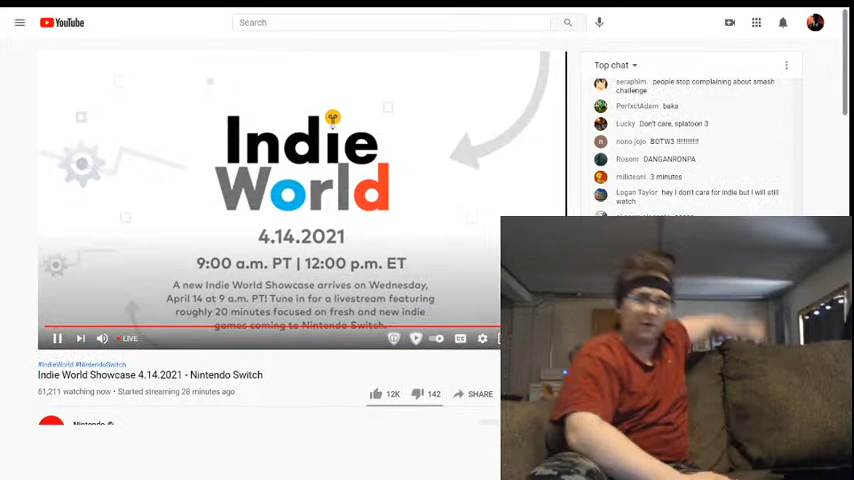 YouTube
Search
Indie
World
4.14.2021
9:00 a.m. PT | 12:00 p.m. ET
A new Indie World Showcase arrives on Wednesday,
April 14 at 9 a.m. PT! Tune in for a livestream featuring
roughly 20 minutes focused on fresh and new indie
games coming to Nintendo Switch.
LIVE
#IndieWorld #NintendoSwitch
Indie World Showcase 4.14.2021 - Nintendo Switch
61,211 watching now • Started streaming 28 minutes ago
12K
142
SHARE
Nintendo
Top chat
seraphim. people stop complaining about smash
challenge
PerfxctAdam baka
Lucky Don't care, splatoon 3
nono jojo BOTW3 !!!!!!!!!!!
Rosom DANGANRONPA
milkteani 3 minutes
Logan Taylor hey I don't care for indie but I will still
watch